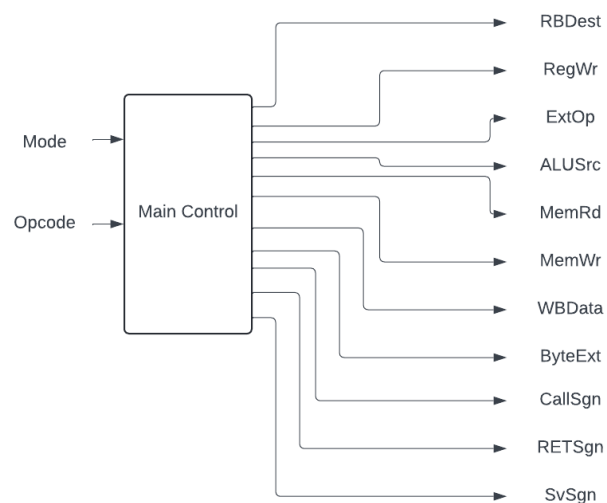 RBDest
RegWr
ExtOp
Mode
ALUSrc
Main Control
MemRd
Opcode
MemWr
WBData
ByteExt
CallSgn
RETSgn
SvSgn